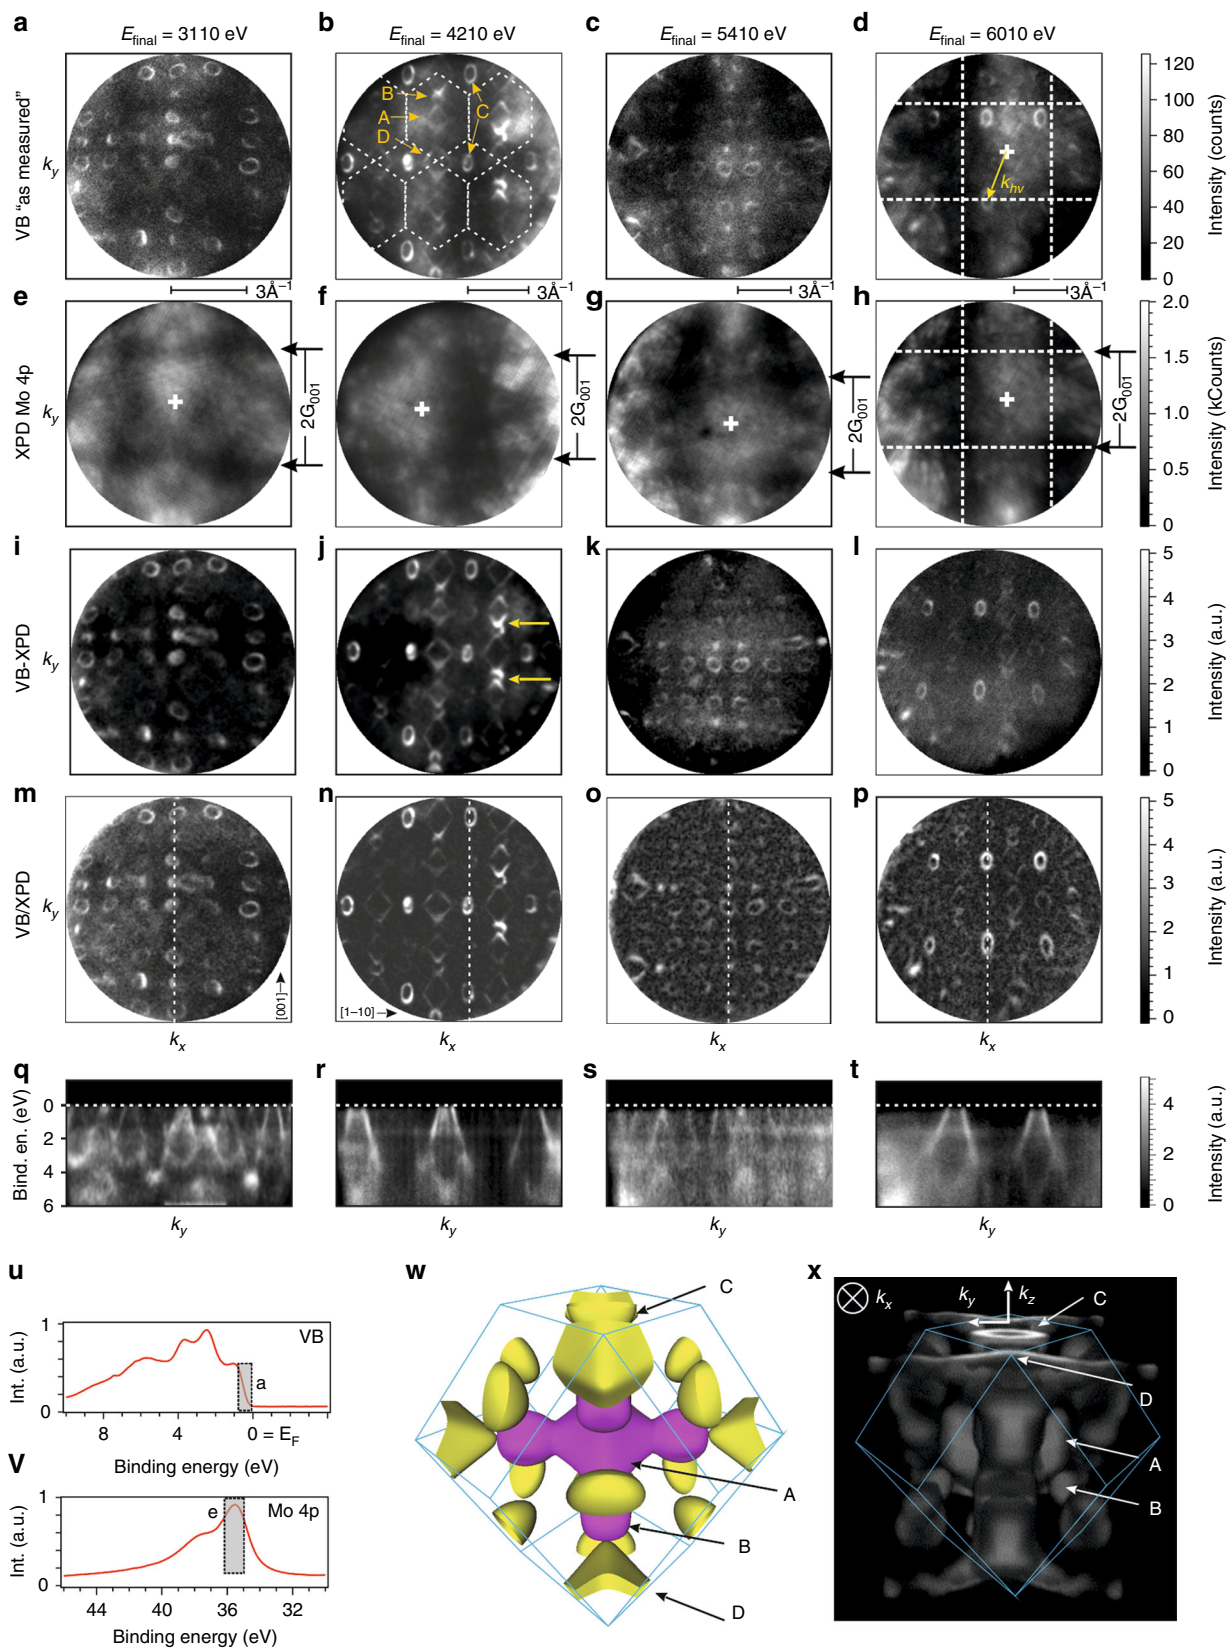 a b c d
E_final = 3110 eV E_final = 4210 eV E_final = 5410 eV E_final = 6010 eV
VB “as measured”
k_y
B
A
D
C
k_hν
120
100
80
60
40
20
0
Intensity (counts)
3Å⁻¹ 3Å⁻¹ 3Å⁻¹ 3Å⁻¹
e f g h
XPD Mo 4p
k_y
2G_001 2G_001 2G_001 2G_001
2.0
1.5
1.0
0.5
0
Intensity (kCounts)
i j k l
VB-XPD
k_y
5
4
3
2
1
0
Intensity (a.u.)
m n o p
VB/XPD
k_y
[001]
[1–10]
5
4
3
2
1
0
Intensity (a.u.)
k_x k_x k_x k_x
q r s t
Bind. en. (eV)
0
2
4
6
4
2
0
Intensity (a.u.)
k_y k_y k_y k_y
u
VB
Int. (a.u.)
1
0
a
8 4 0 = E_F
Binding energy (eV)
V
Mo 4p
Int. (a.u.)
1
0
e
44 40 36 32
Binding energy (eV)
w
C
A
B
D
x
k_x
k_y
k_z
C
D
A
B